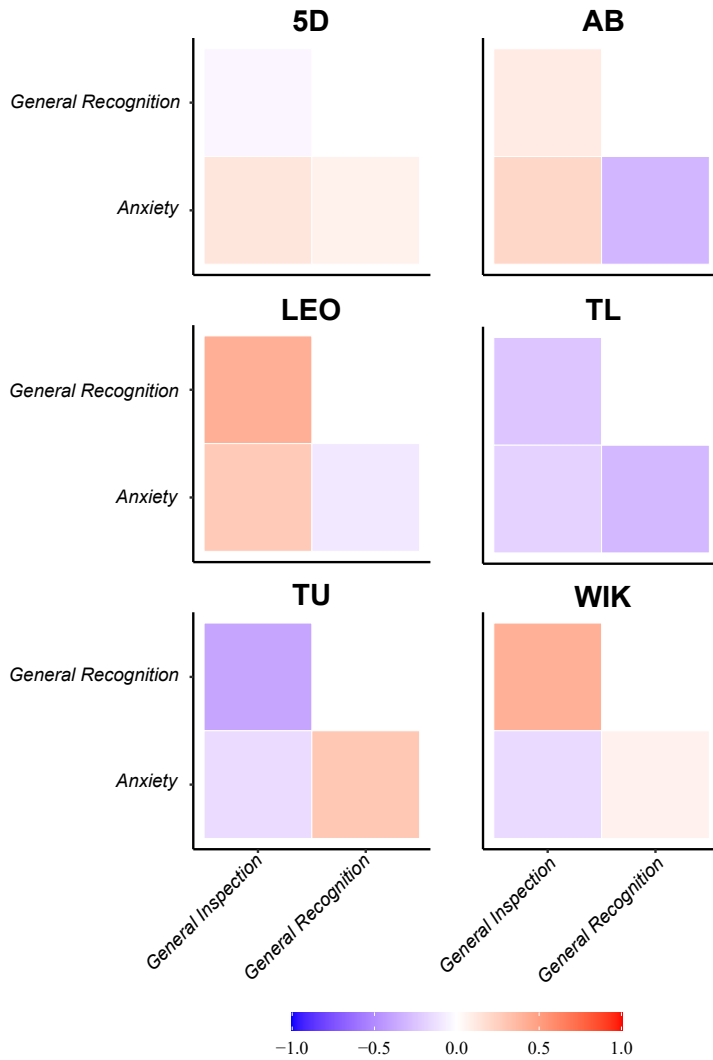 5D
AB
General Recognition
Anxiety
LEO
TL
General Recognition
Anxiety
TU
WIK
General Recognition
Anxiety
General Inspection
General Recognition
General Inspection
General Recognition
−1.0 −0.5 0.0 0.5 1.0